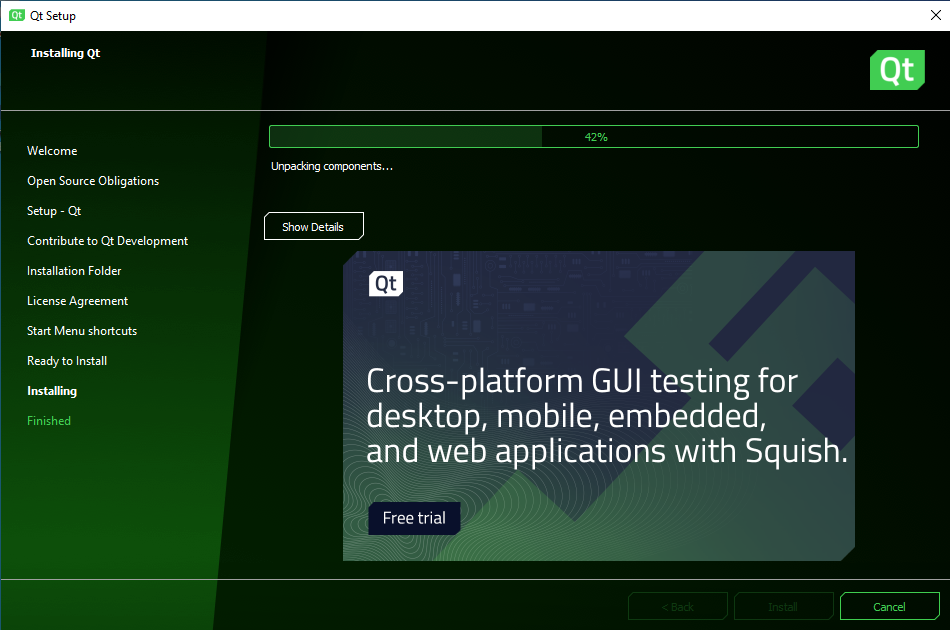 Qt Qt Setup
Installing Qt
Qt
Welcome
Open Source Obligations
Setup - Qt
Contribute to Qt Development
Installation Folder
License Agreement
Start Menu shortcuts
Ready to Install
Installing
Finished
42%
Unpacking components...
Show Details
Qt
Cross-platform GUI testing for
desktop, mobile, embedded,
and web applications with Squish.
Free trial
< Back
Install
Cancel